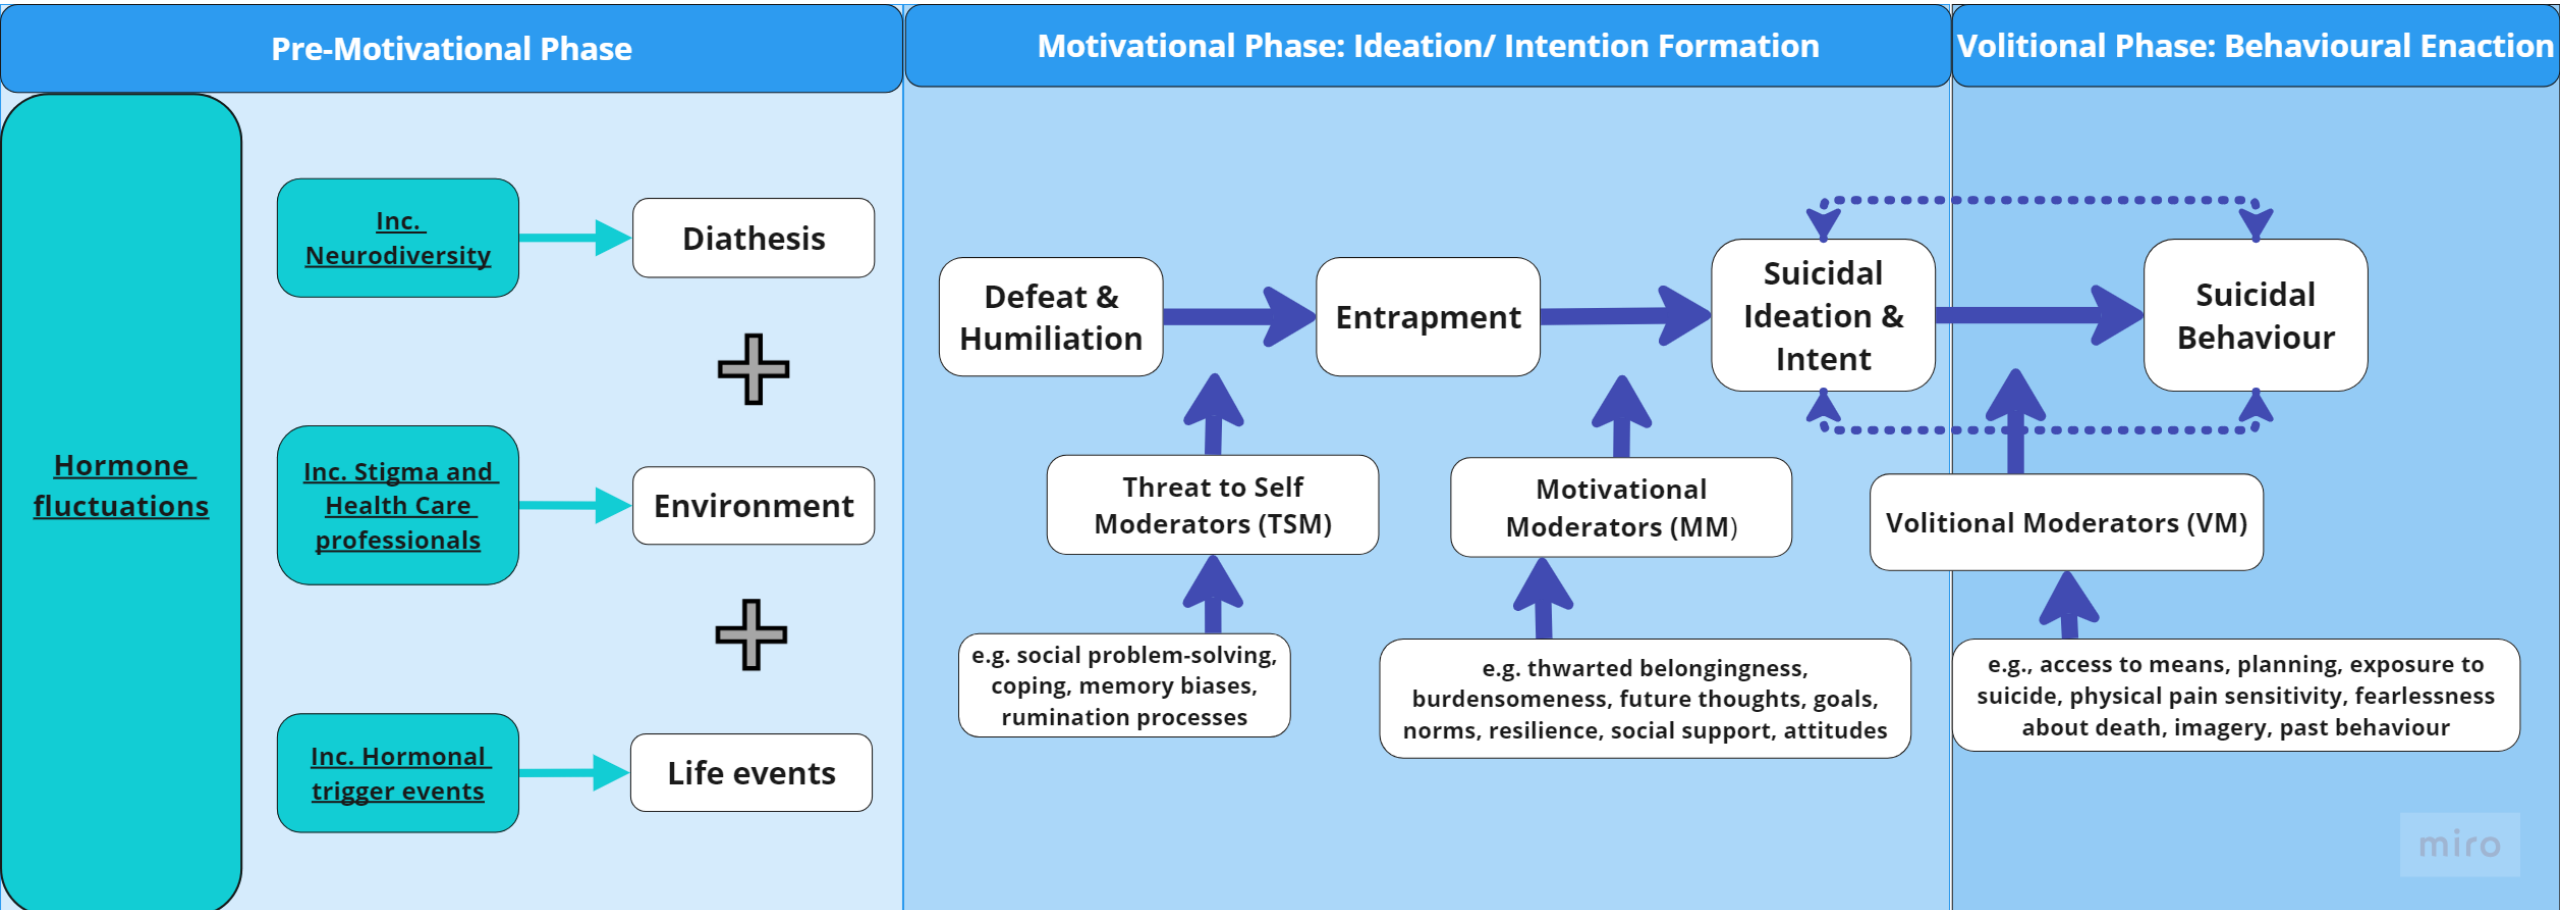 Pre-Motivational Phase
Motivational Phase: Ideation/ Intention Formation
Volitional Phase: Behavioural Enaction
Hormone
fluctuations
Inc.
Neurodiversity
Diathesis
Inc. Stigma and
Health Care
professionals
Environment
Inc. Hormonal
trigger events
Life events
Defeat &
Humiliation
Entrapment
Suicidal
Ideation &
Intent
Suicidal
Behaviour
Threat to Self
Moderators (TSM)
Motivational
Moderators (MM)
Volitional Moderators (VM)
e.g. social problem-solving,
coping, memory biases,
rumination processes
e.g. thwarted belongingness,
burdensomeness, future thoughts, goals,
norms, resilience, social support, attitudes
e.g., access to means, planning, exposure to
suicide, physical pain sensitivity, fearlessness
about death, imagery, past behaviour
miro